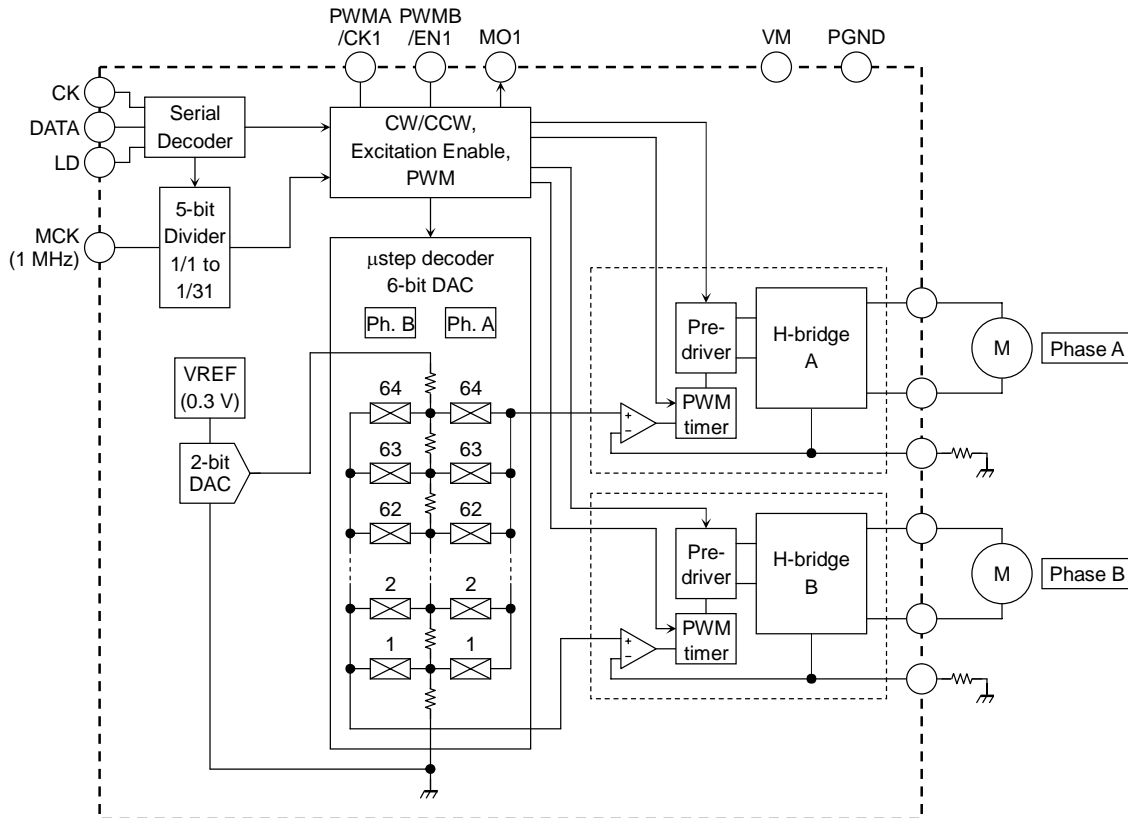 PWMA
/CK1
PWMB
/EN1
MO1
VM
PGND
CK
DATA
LD
Serial
Decoder
CW/CCW,
Excitation Enable,
PWM
MCK
(1 MHz)
5-bit
Divider
1/1 to
1/31
μstep decoder
6-bit DAC
Ph. B
Ph. A
VREF
(0.3 V)
2-bit
DAC
64
64
63
63
62
62
2
2
1
1
Pre-
driver
PWM
timer
+
−
H-bridge
A
M
Phase A
Pre-
driver
PWM
timer
+
−
H-bridge
B
M
Phase B